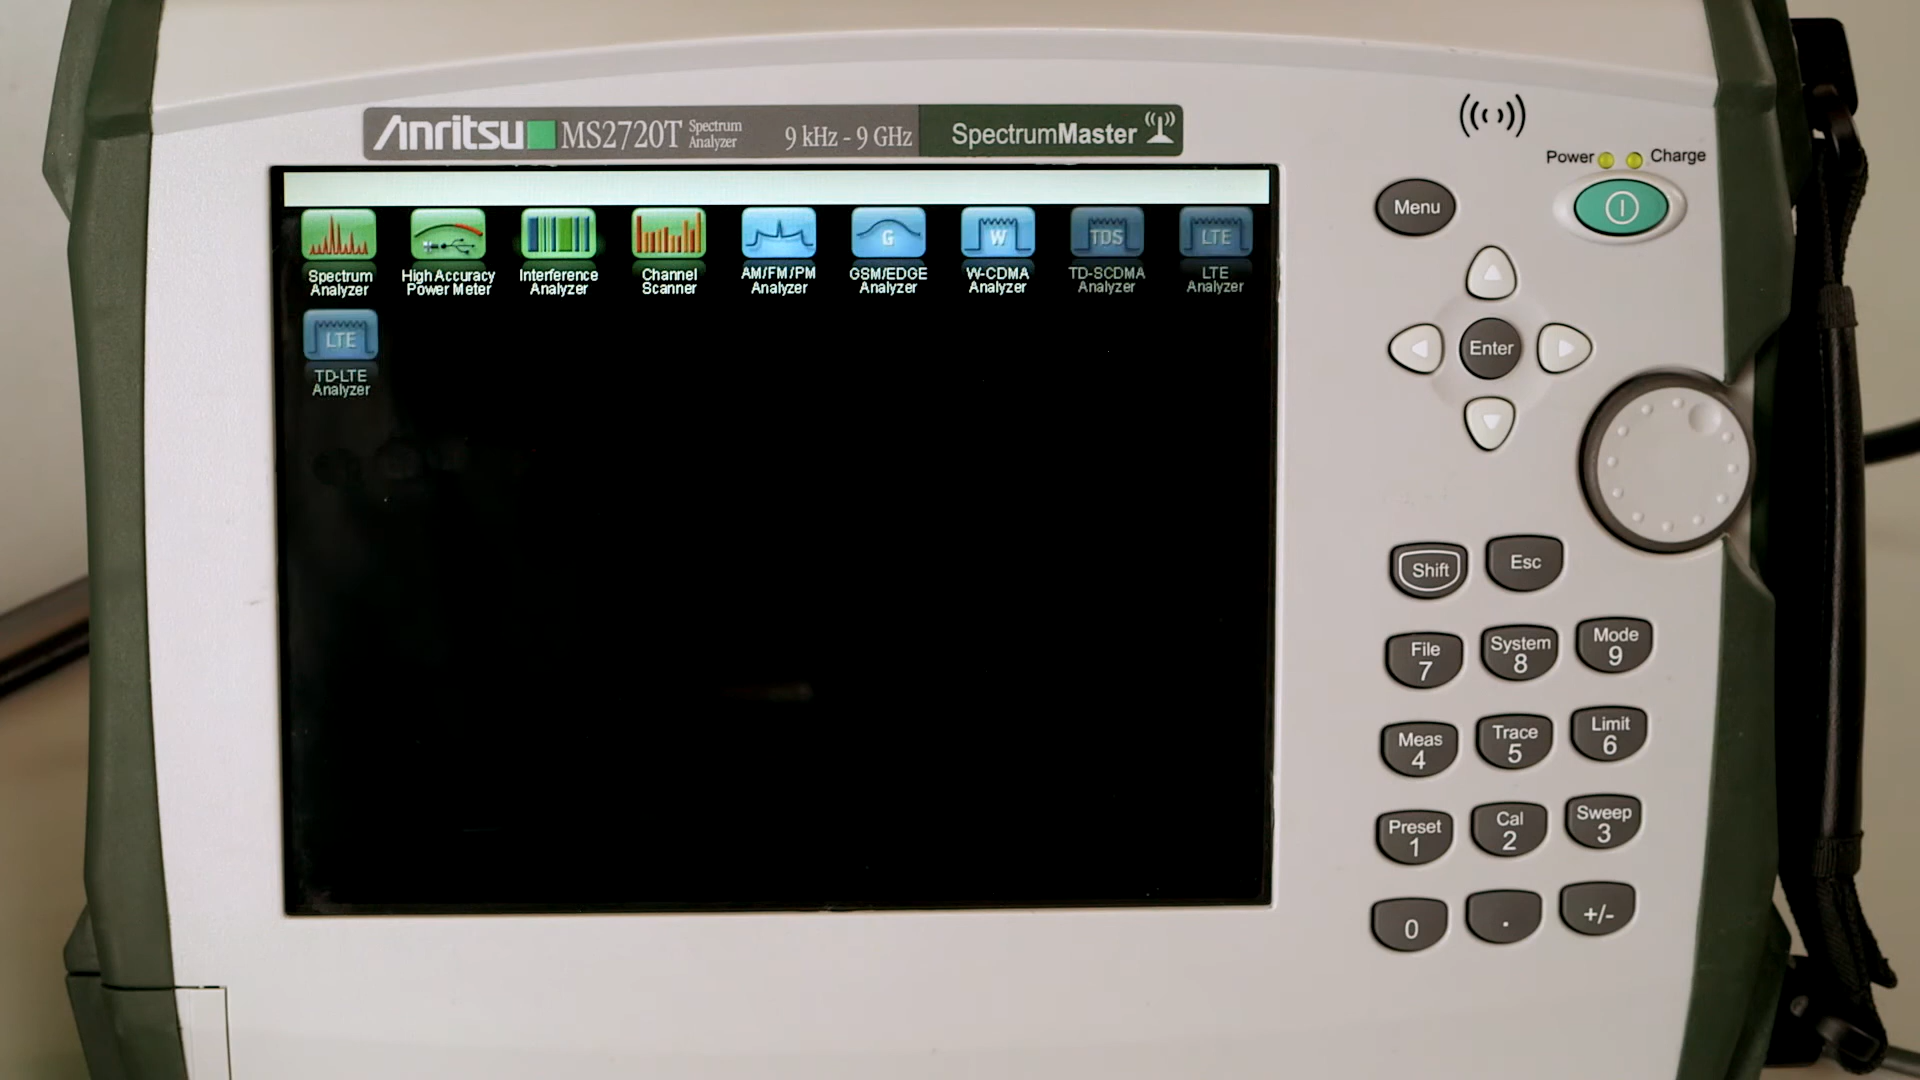 Anritsu MS2720T Spectrum Analyzer 9 kHz - 9 GHz SpectrumMaster
Power Charge
Menu
Spectrum Analyzer
High Accuracy Power Meter
Interference Analyzer
Channel Scanner
AM/FM/PM Analyzer
G
GSM/EDGE Analyzer
W
W-CDMA Analyzer
TDS
TD-SCDMA Analyzer
LTE
LTE Analyzer
LTE
TD-LTE Analyzer
Enter
Shift
Esc
File 7
System 8
Mode 9
Meas 4
Trace 5
Limit 6
Preset 1
Cal 2
Sweep 3
0
.
+/-